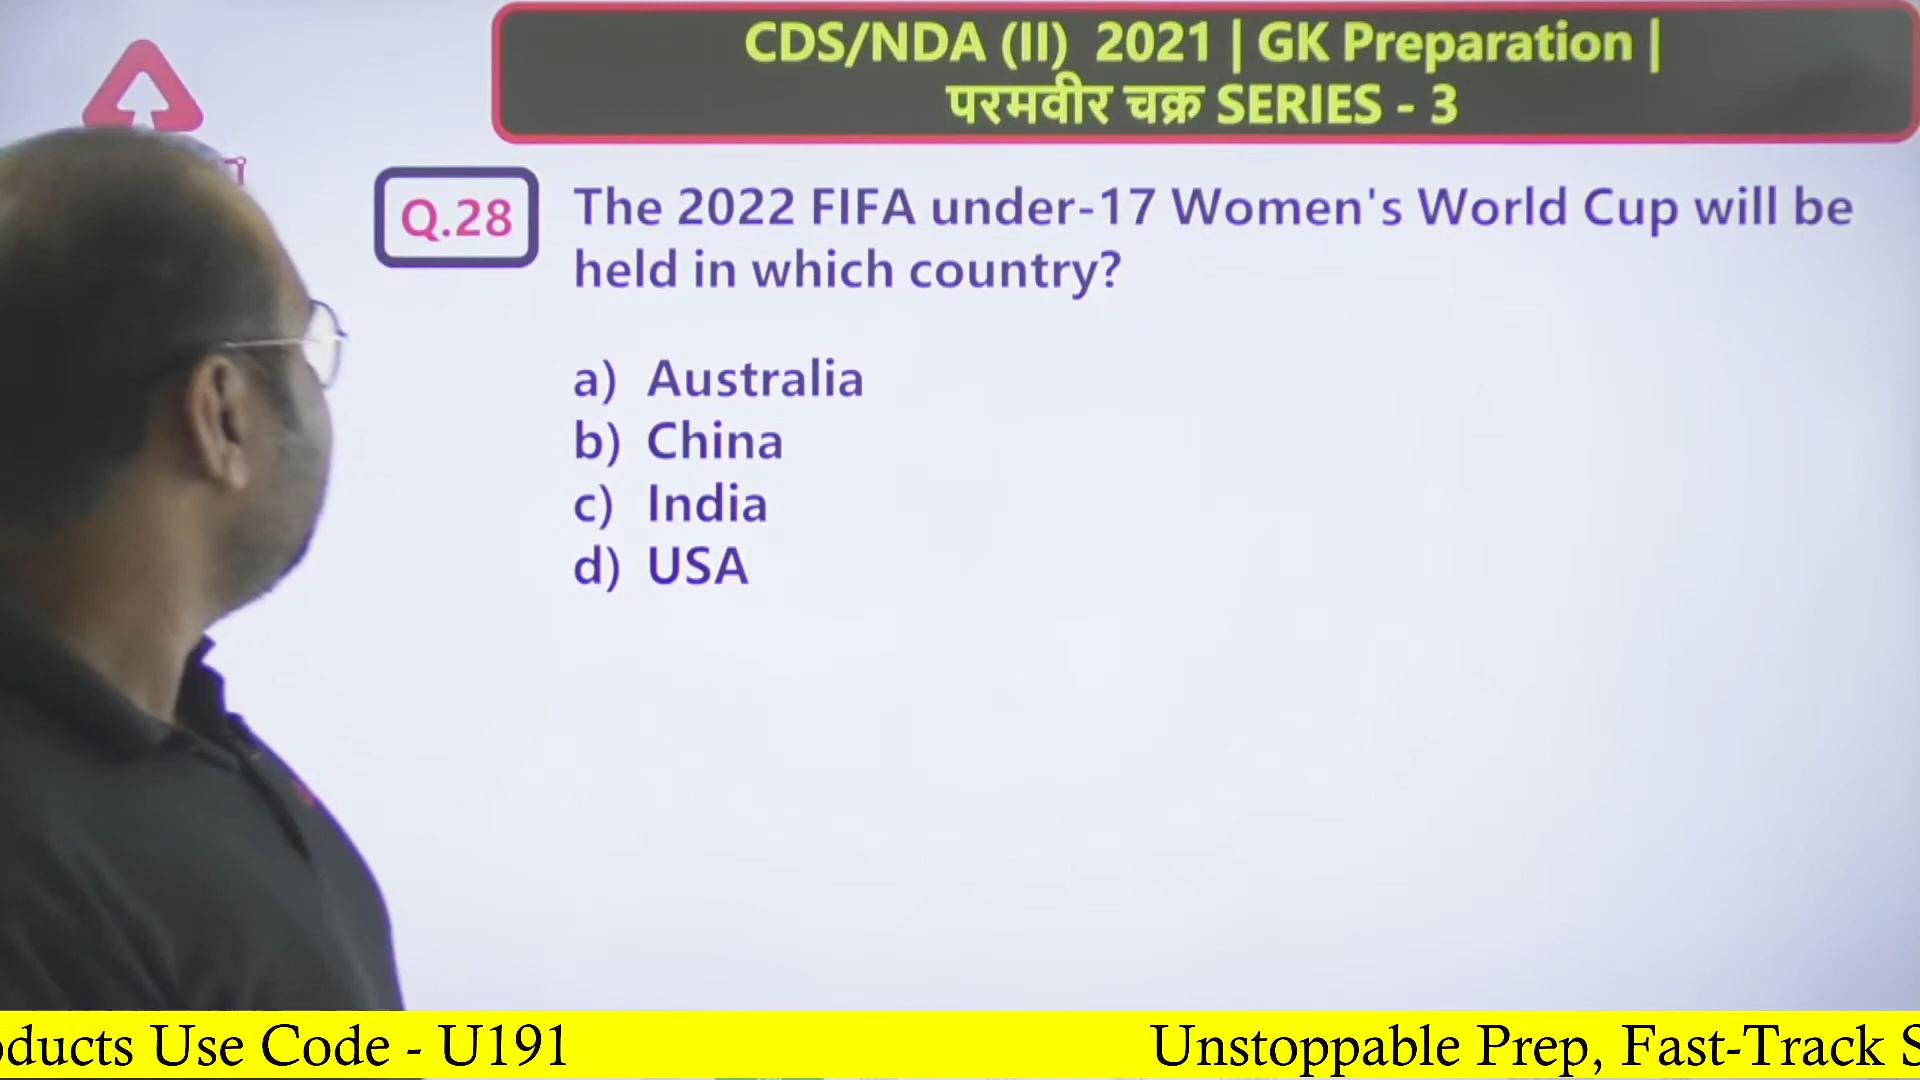 CDS/NDA (II) 2021 | GK Preparation |
परमवीर चक्र SERIES - 3
Q.28
The 2022 FIFA under-17 Women's World Cup will be
held in which country?
a) Australia
b) China
c) India
d) USA
Use Code - U191
Unstoppable Prep, Fast-Track